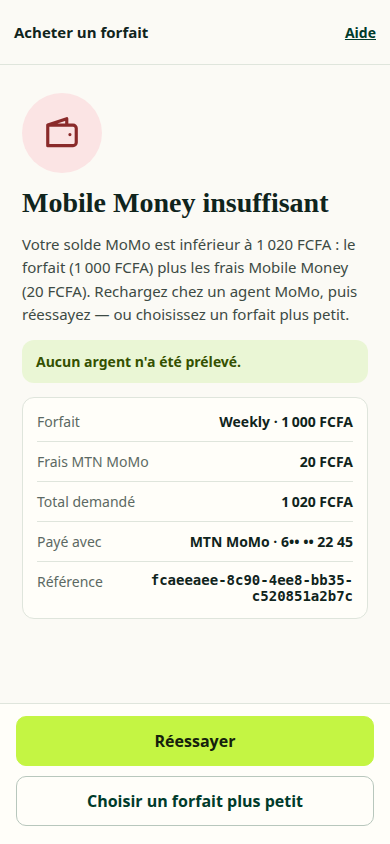 Acheter un forfait
Aide
Mobile Money insuffisant
Votre solde MoMo est inférieur à 1 020 FCFA : le
forfait (1 000 FCFA) plus les frais Mobile Money
(20 FCFA). Rechargez chez un agent MoMo, puis
réessayez — ou choisissez un forfait plus petit.
Aucun argent n'a été prélevé.
Forfait Weekly · 1 000 FCFA
Frais MTN MoMo 20 FCFA
Total demandé 1 020 FCFA
Payé avec MTN MoMo · 6•• •• 22 45
Référence fcaeeaee-8c90-4ee8-bb35-
c520851a2b7c
Réessayer
Choisir un forfait plus petit